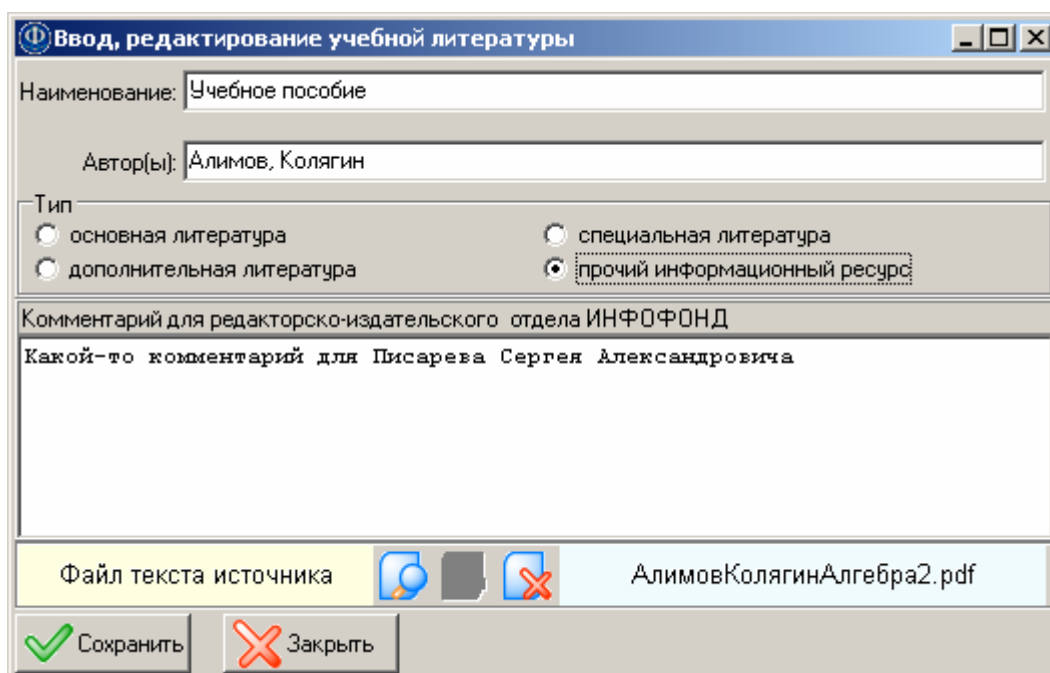 Ввод, редактирование учебной литературы
Наименование: Учебное пособие
Автор(ы): Алимов, Колягин
Тип
основная литература специальная литература
дополнительная литература прочий информационный ресурс
Комментарий для редакторско-издательского отдела ИНФОФОНД
Какой-то комментарий для Писарева Сергея Александровича
Файл текста источника АлимовКолягинАлгебра2.pdf
Сохранить Закрыть